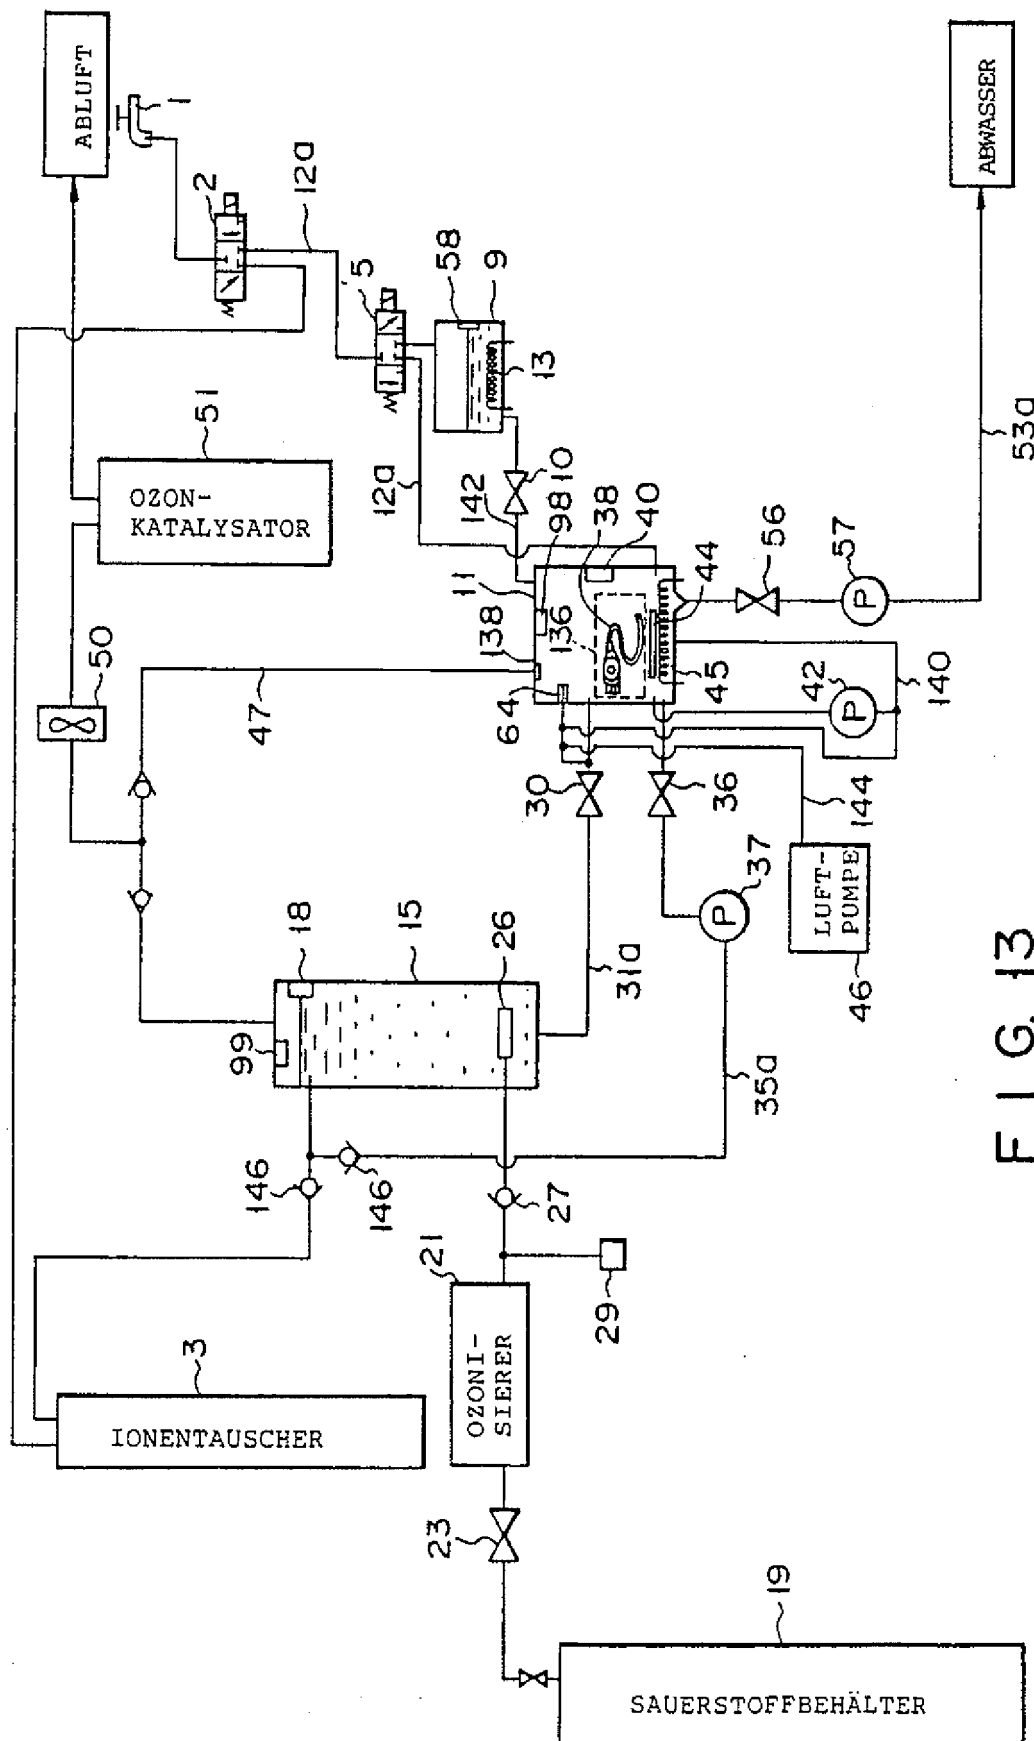 ABLUFT
1
2
12a
5
58
9
13
51
OZON-
KATALYSATOR
12a
142
10
98
38
40
44
11
138
136
64
45
42
140
56
57
ABWASSER
53a
50
47
30
36
144
37
LUFT-
PUMPE
46
P
P
P
18
15
26
99
31a
35a
146
146
27
21
29
3
IONENTAUSCHER
OZONI-
SIERER
23
19
SAUERSTOFFBEHÄLTER
FIG. 13